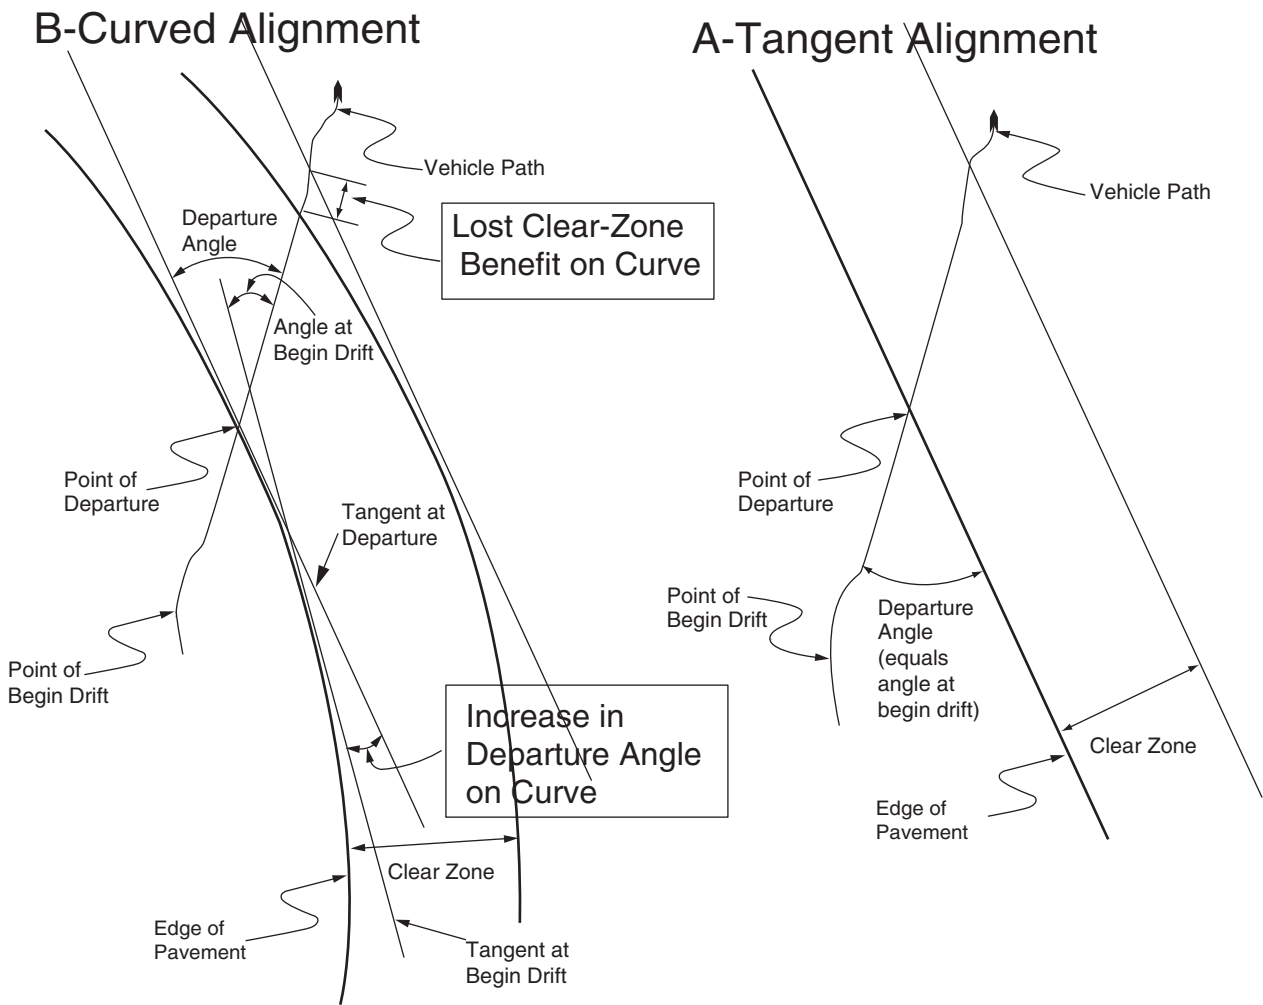 B-Curved Alignment
Vehicle Path
Departure
Angle
Lost Clear-Zone
Benefit on Curve
Angle at
Begin Drift
Point of
Departure
Tangent at
Departure
Point of
Begin Drift
Increase in
Departure Angle
on Curve
Clear Zone
Edge of
Pavement
Tangent at
Begin Drift
A-Tangent Alignment
Vehicle Path
Point of
Departure
Point of
Begin Drift
Departure
Angle
(equals
angle at
begin drift)
Clear Zone
Edge of
Pavement